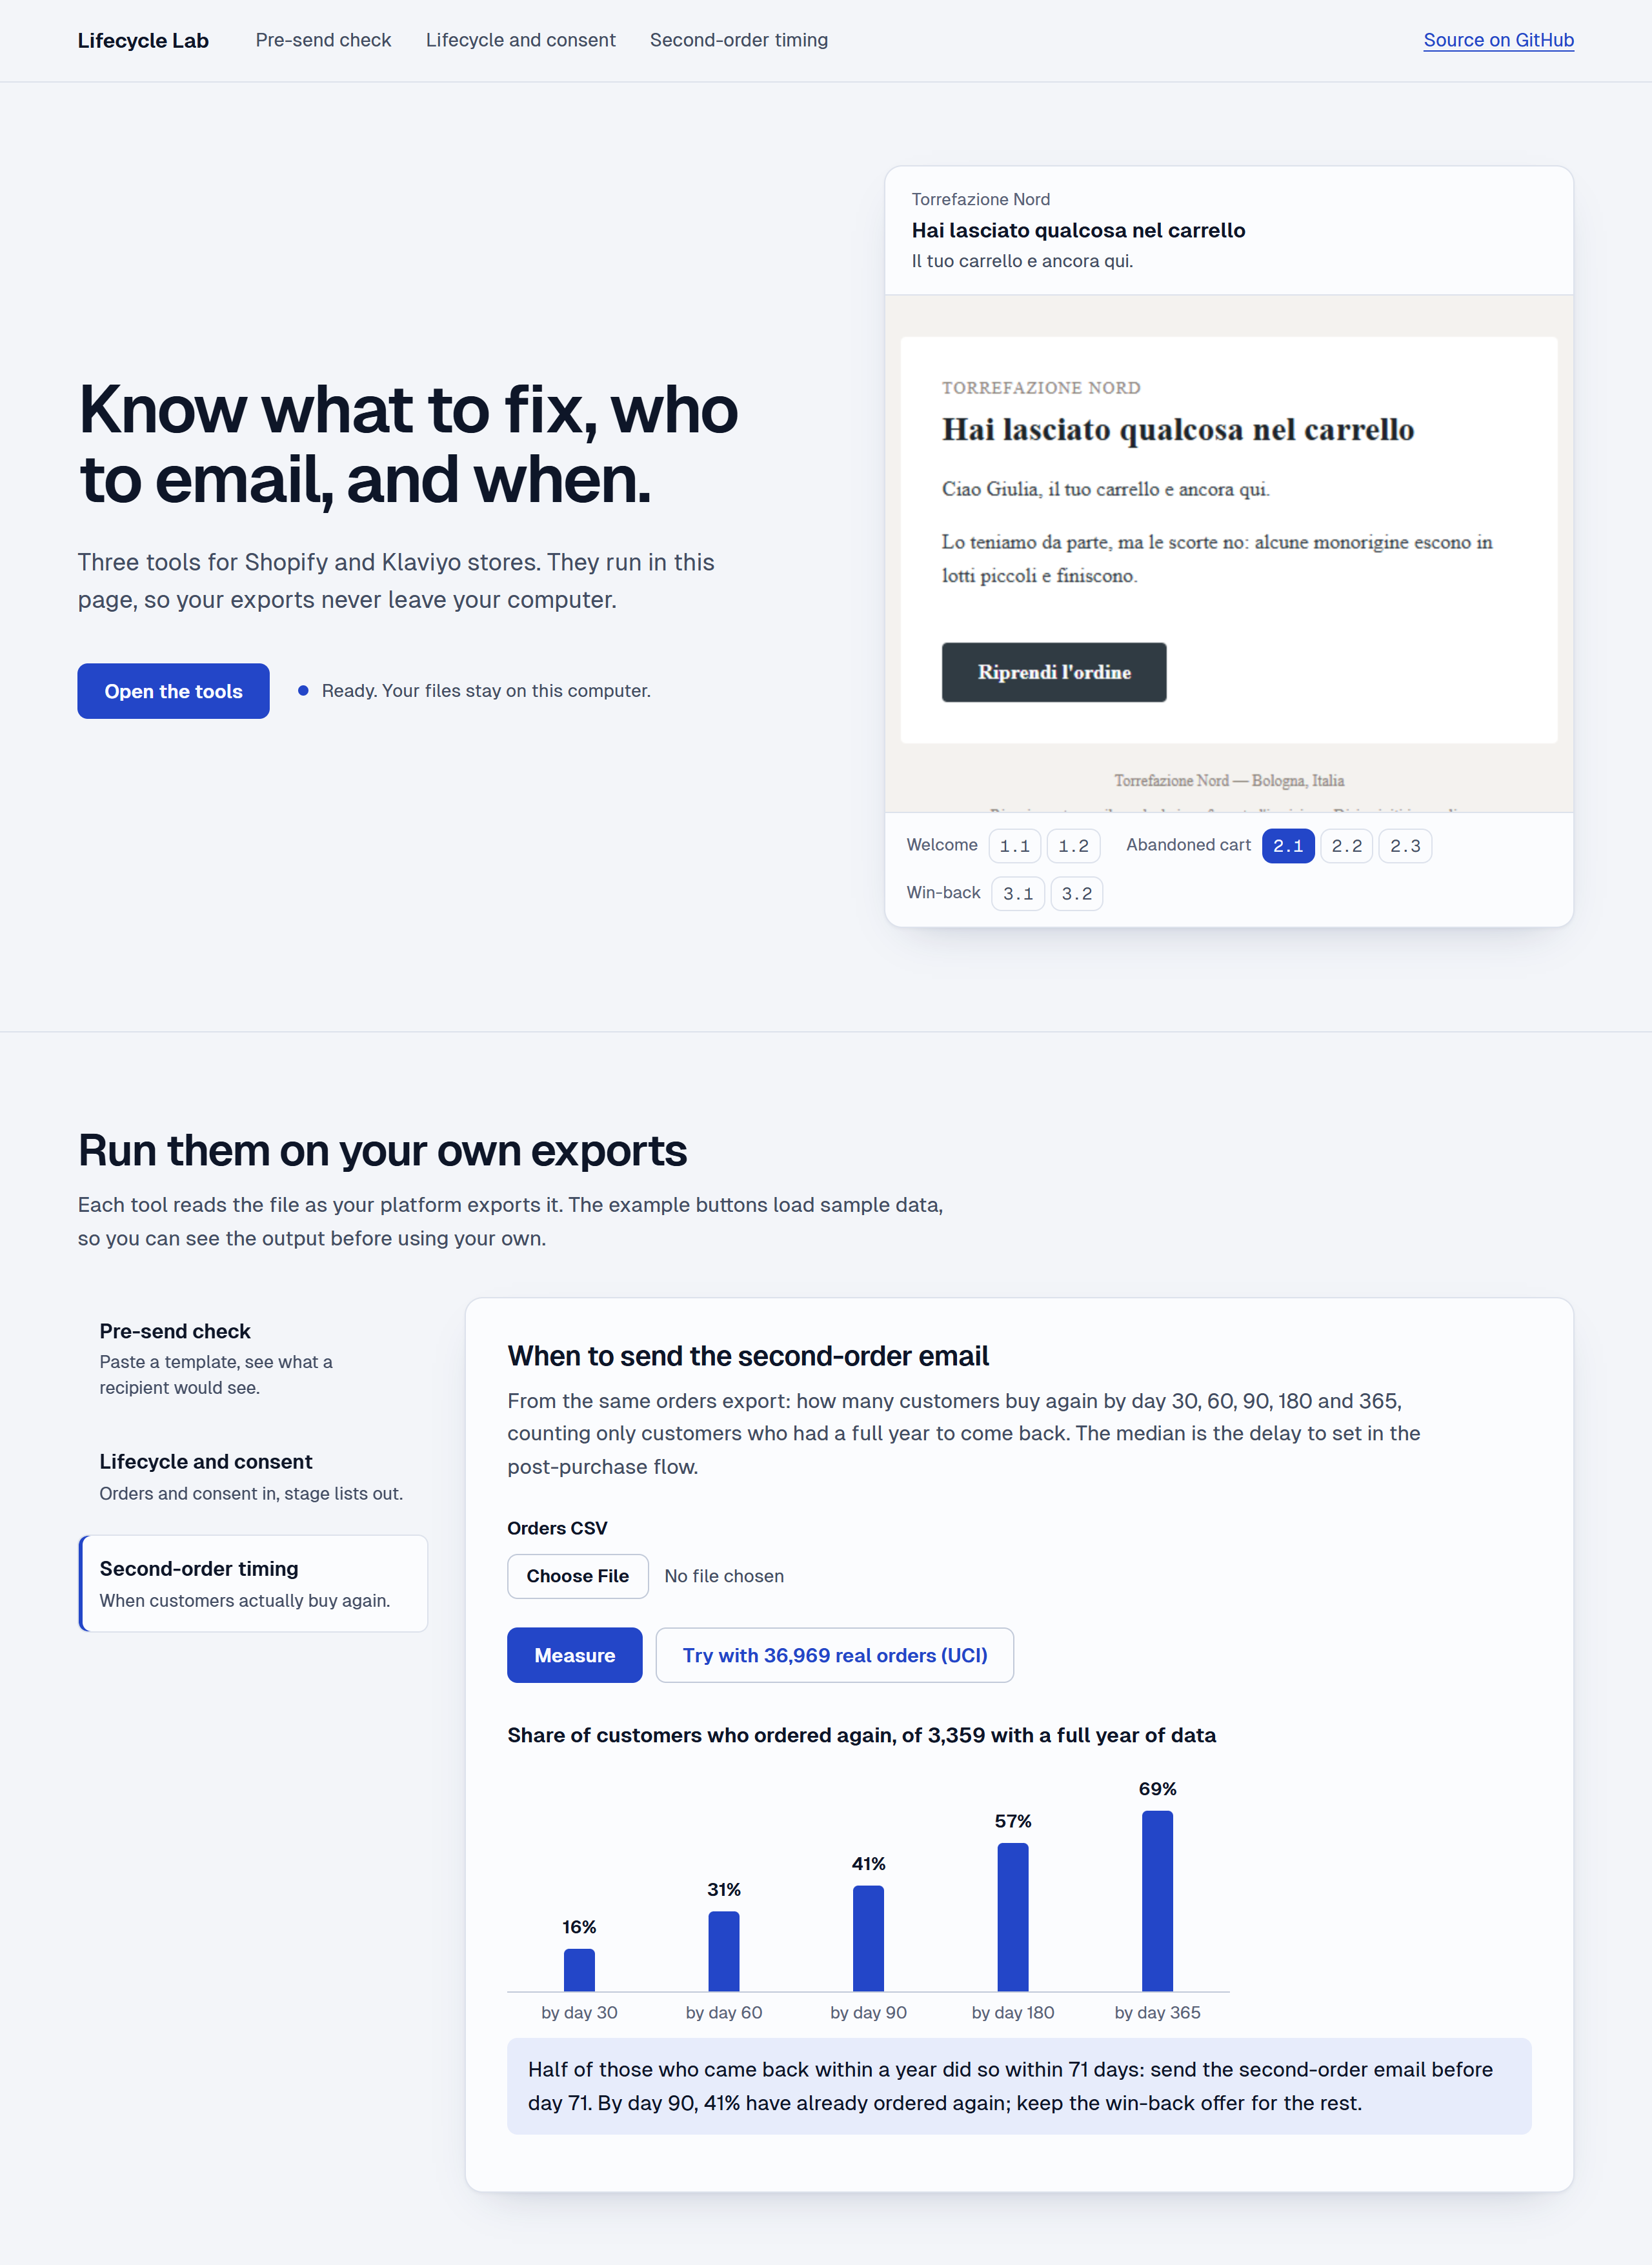 Lifecycle Lab
Pre-send check
Lifecycle and consent
Second-order timing
Source on GitHub
Know what to fix, who
to email, and when.
Three tools for Shopify and Klaviyo stores. They run in this
page, so your exports never leave your computer.
Open the tools
Ready. Your files stay on this computer.
Torrefazione Nord
Hai lasciato qualcosa nel carrello
Il tuo carrello e ancora qui.
TORREFAZIONE NORD
Hai lasciato qualcosa nel carrello
Ciao Giulia, il tuo carrello e ancora qui.
Lo teniamo da parte, ma le scorte no: alcune monorigine escono in
lotti piccoli e finiscono.
Riprendi l'ordine
Torrefazione Nord — Bologna, Italia
Welcome 1.1 1.2 Abandoned cart 2.1 2.2 2.3
Win-back 3.1 3.2
Run them on your own exports
Each tool reads the file as your platform exports it. The example buttons load sample data,
so you can see the output before using your own.
Pre-send check
Paste a template, see what a
recipient would see.
Lifecycle and consent
Orders and consent in, stage lists out.
Second-order timing
When customers actually buy again.
When to send the second-order email
From the same orders export: how many customers buy again by day 30, 60, 90, 180 and 365,
counting only customers who had a full year to come back. The median is the delay to set in the
post-purchase flow.
Orders CSV
Choose File No file chosen
Measure
Try with 36,969 real orders (UCI)
Share of customers who ordered again, of 3,359 with a full year of data
16% 31% 41% 57% 69%
by day 30 by day 60 by day 90 by day 180 by day 365
Half of those who came back within a year did so within 71 days: send the second-order email before
day 71. By day 90, 41% have already ordered again; keep the win-back offer for the rest.